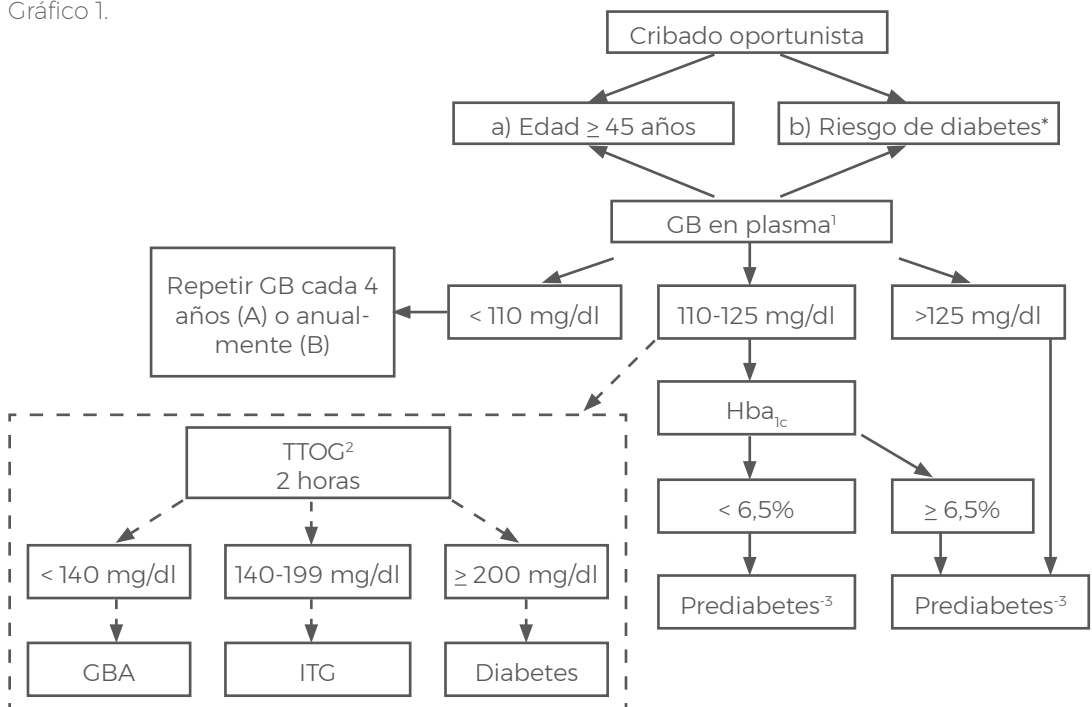 Gráfico 1.
Cribado oportunista
a) Edad ≥ 45 años
b) Riesgo de diabetes*
GB en plasma¹
Repetir GB cada 4
años (A) o anual-
mente (B)
< 110 mg/dl
110-125 mg/dl
>125 mg/dl
Hba₁c
TTOG²
2 horas
< 6,5%
≥ 6,5%
< 140 mg/dl
140-199 mg/dl
≥ 200 mg/dl
Prediabetes⁻³
Prediabetes⁻³
GBA
ITG
Diabetes